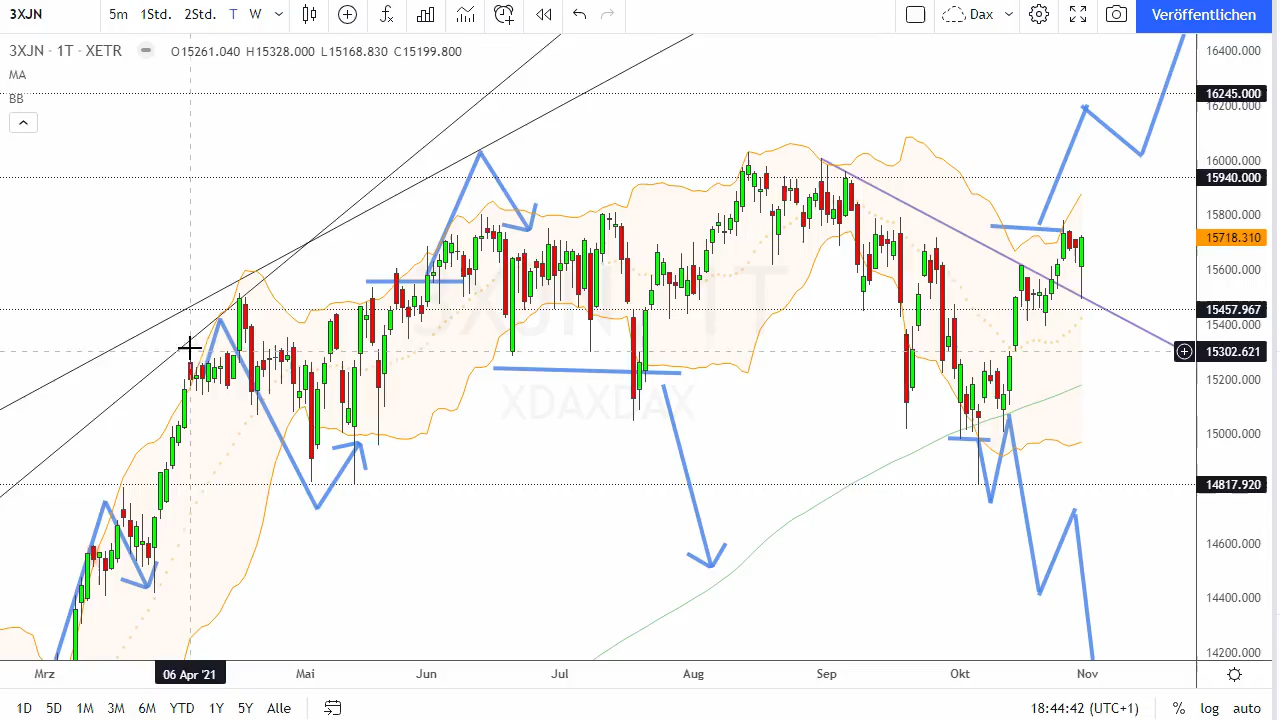 3XJN 5m 1Std. 2Std. T W Dax Veröffentlichen
3XJN · 1T · XETR O15261.040 H15328.000 L15168.830 C15199.800
MA
BB
16400.000
16245.000
16200.000
16000.000
15940.000
15800.000
15718.310
15600.000
15457.967
15400.000
15302.621
15200.000
XDAXDAX
15000.000
14817.920
14600.000
14400.000
14200.000
Mrz 06 Apr '21 Mai Jun Jul Aug Sep Okt Nov
1D 5D 1M 3M 6M YTD 1Y 5Y Alle 18:44:42 (UTC+1) % log auto